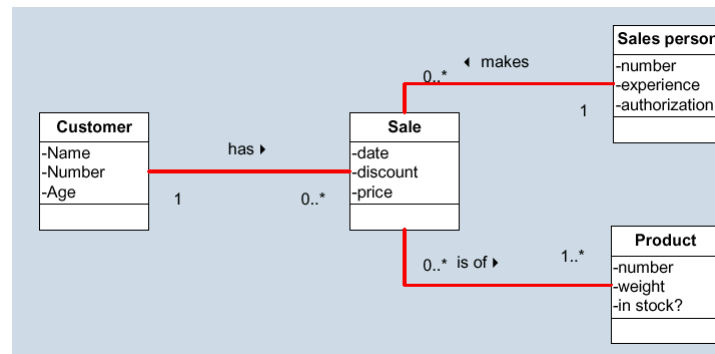 Sales person
-number
-experience
-authorization
◂ makes
0..*
1
Customer
-Name
-Number
-Age
has ▸
1
0..*
Sale
-date
-discount
-price
0..* is of ▸
1..*
Product
-number
-weight
-in stock?